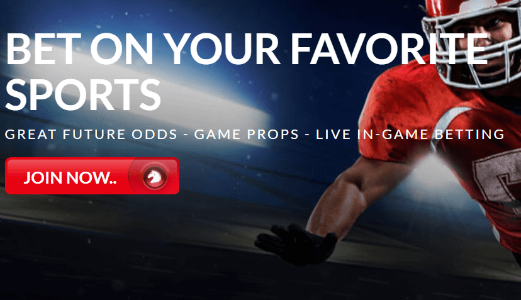 BET ON YOUR FAVORITE
SPORTS
GREAT FUTURE ODDS - GAME PROPS - LIVE IN-GAME BETTING
JOIN NOW..